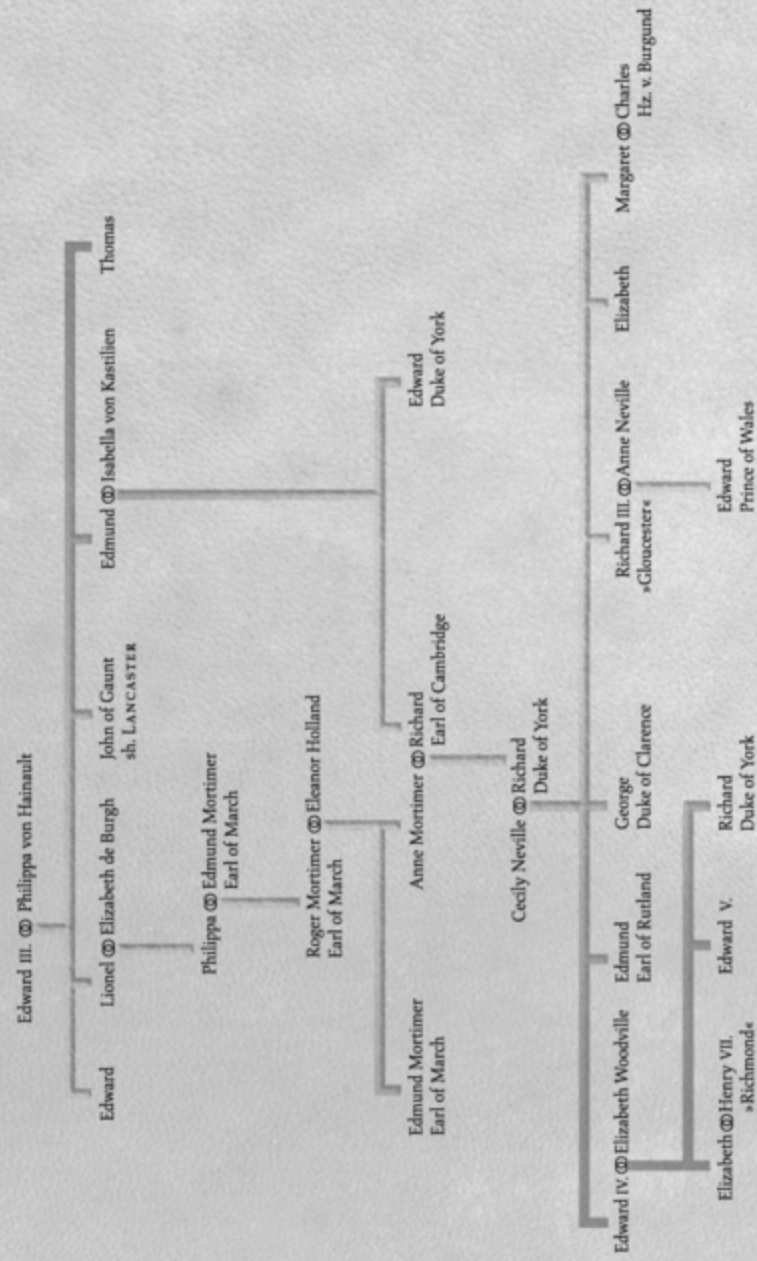 Edward III. ⚭ Philippa von Hainault
Edward
Lionel ⚭ Elizabeth de Burgh
John of Gaunt
sh. LANCASTER
Edmund ⚭ Isabella von Kastilien
Thomas
Philippa ⚭ Edmund Mortimer
Earl of March
Roger Mortimer ⚭ Eleanor Holland
Earl of March
Edmund Mortimer
Earl of March
Anne Mortimer ⚭ Richard
Earl of Cambridge
Edward
Duke of York
Cecily Neville ⚭ Richard
Duke of York
Edward IV. ⚭ Elizabeth Woodville
Edmund
Earl of Rutland
George
Duke of Clarence
Richard III. ⚭ Anne Neville
»Gloucester«
Elizabeth
Margaret ⚭ Charles
Hz. v. Burgund
Elizabeth ⚭ Henry VII.
»Richmond«
Edward V.
Richard
Duke of York
Edward
Prince of Wales